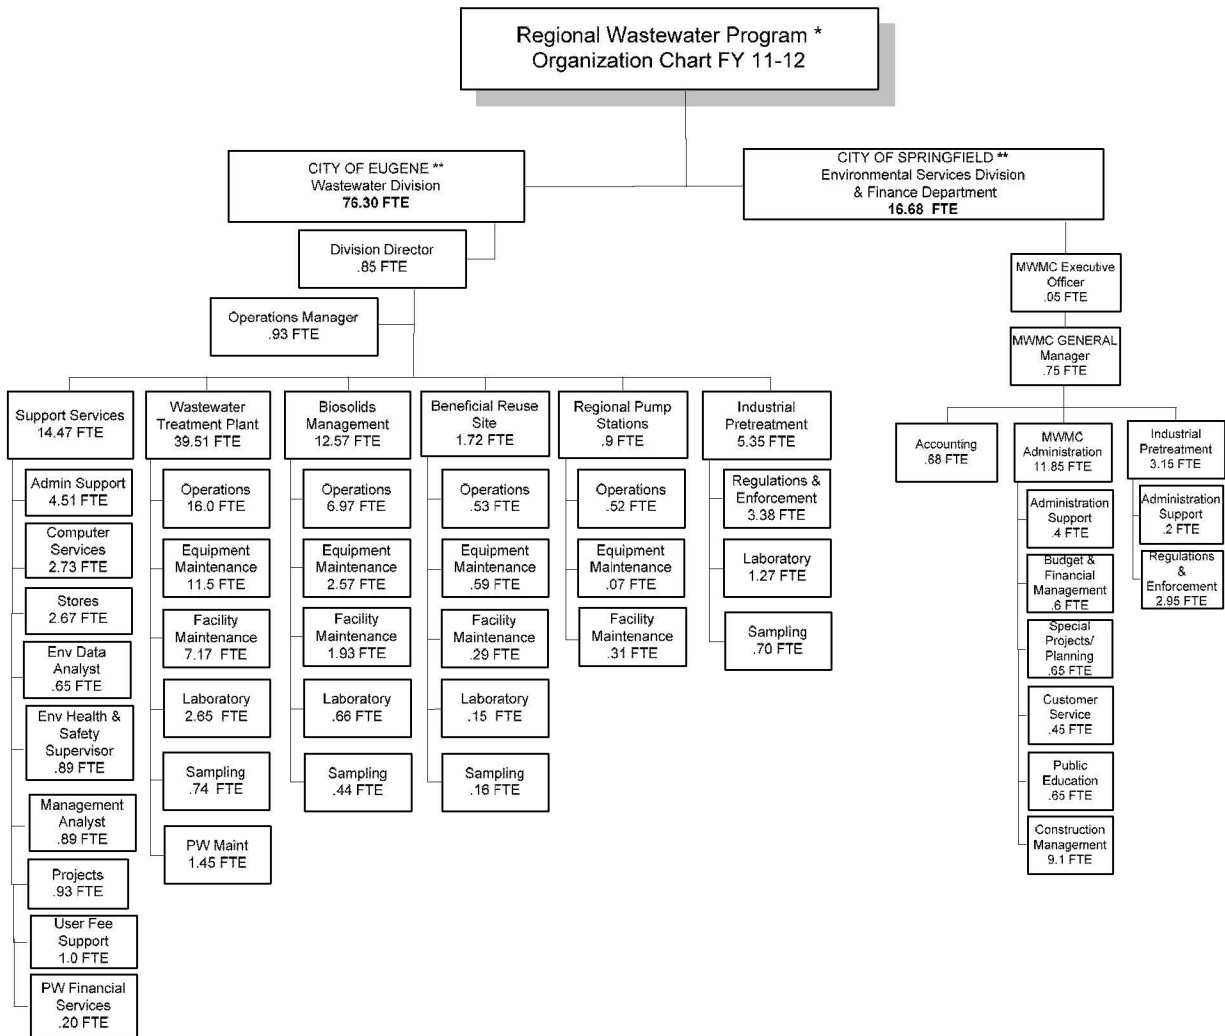 Regional Wastewater Program *
Organization Chart FY 11-12
CITY OF EUGENE **
Wastewater Division
76.30 FTE
CITY OF SPRINGFIELD **
Environmental Services Division
& Finance Department
16.68 FTE
Division Director
.85 FTE
Operations Manager
.93 FTE
MWMC Executive
Officer
.05 FTE
MWMC GENERAL
Manager
.75 FTE
Support Services
14.47 FTE
Admin Support
4.51 FTE
Computer
Services
2.73 FTE
Stores
2.67 FTE
Env Data
Analyst
.65 FTE
Env Health &
Safety
Supervisor
.89 FTE
Management
Analyst
.89 FTE
Projects
.93 FTE
User Fee
Support
1.0 FTE
PW Financial
Services
.20 FTE
Wastewater
Treatment Plant
39.51 FTE
Operations
16.0 FTE
Equipment
Maintenance
11.5 FTE
Facility
Maintenance
7.17 FTE
Laboratory
2.65 FTE
Sampling
.74 FTE
PW Maint
1.45 FTE
Biosolids
Management
12.57 FTE
Operations
6.97 FTE
Equipment
Maintenance
2.57 FTE
Facility
Maintenance
1.93 FTE
Laboratory
.66 FTE
Sampling
.44 FTE
Beneficial Reuse
Site
1.72 FTE
Operations
.53 FTE
Equipment
Maintenance
.59 FTE
Facility
Maintenance
.29 FTE
Laboratory
.15 FTE
Sampling
.16 FTE
Regional Pump
Stations
.9 FTE
Operations
.52 FTE
Equipment
Maintenance
.07 FTE
Facility
Maintenance
.31 FTE
Industrial
Pretreatment
5.35 FTE
Regulations &
Enforcement
3.38 FTE
Laboratory
1.27 FTE
Sampling
.70 FTE
Accounting
.68 FTE
MWMC
Administration
11.85 FTE
Administration
Support
.4 FTE
Budget &
Financial
Management
.6 FTE
Special
Projects/
Planning
.65 FTE
Customer
Service
.45 FTE
Public
Education
.65 FTE
Construction
Management
9.1 FTE
Industrial
Pretreatment
3.15 FTE
Administration
Support
.2 FTE
Regulations
&
Enforcement
2.95 FTE